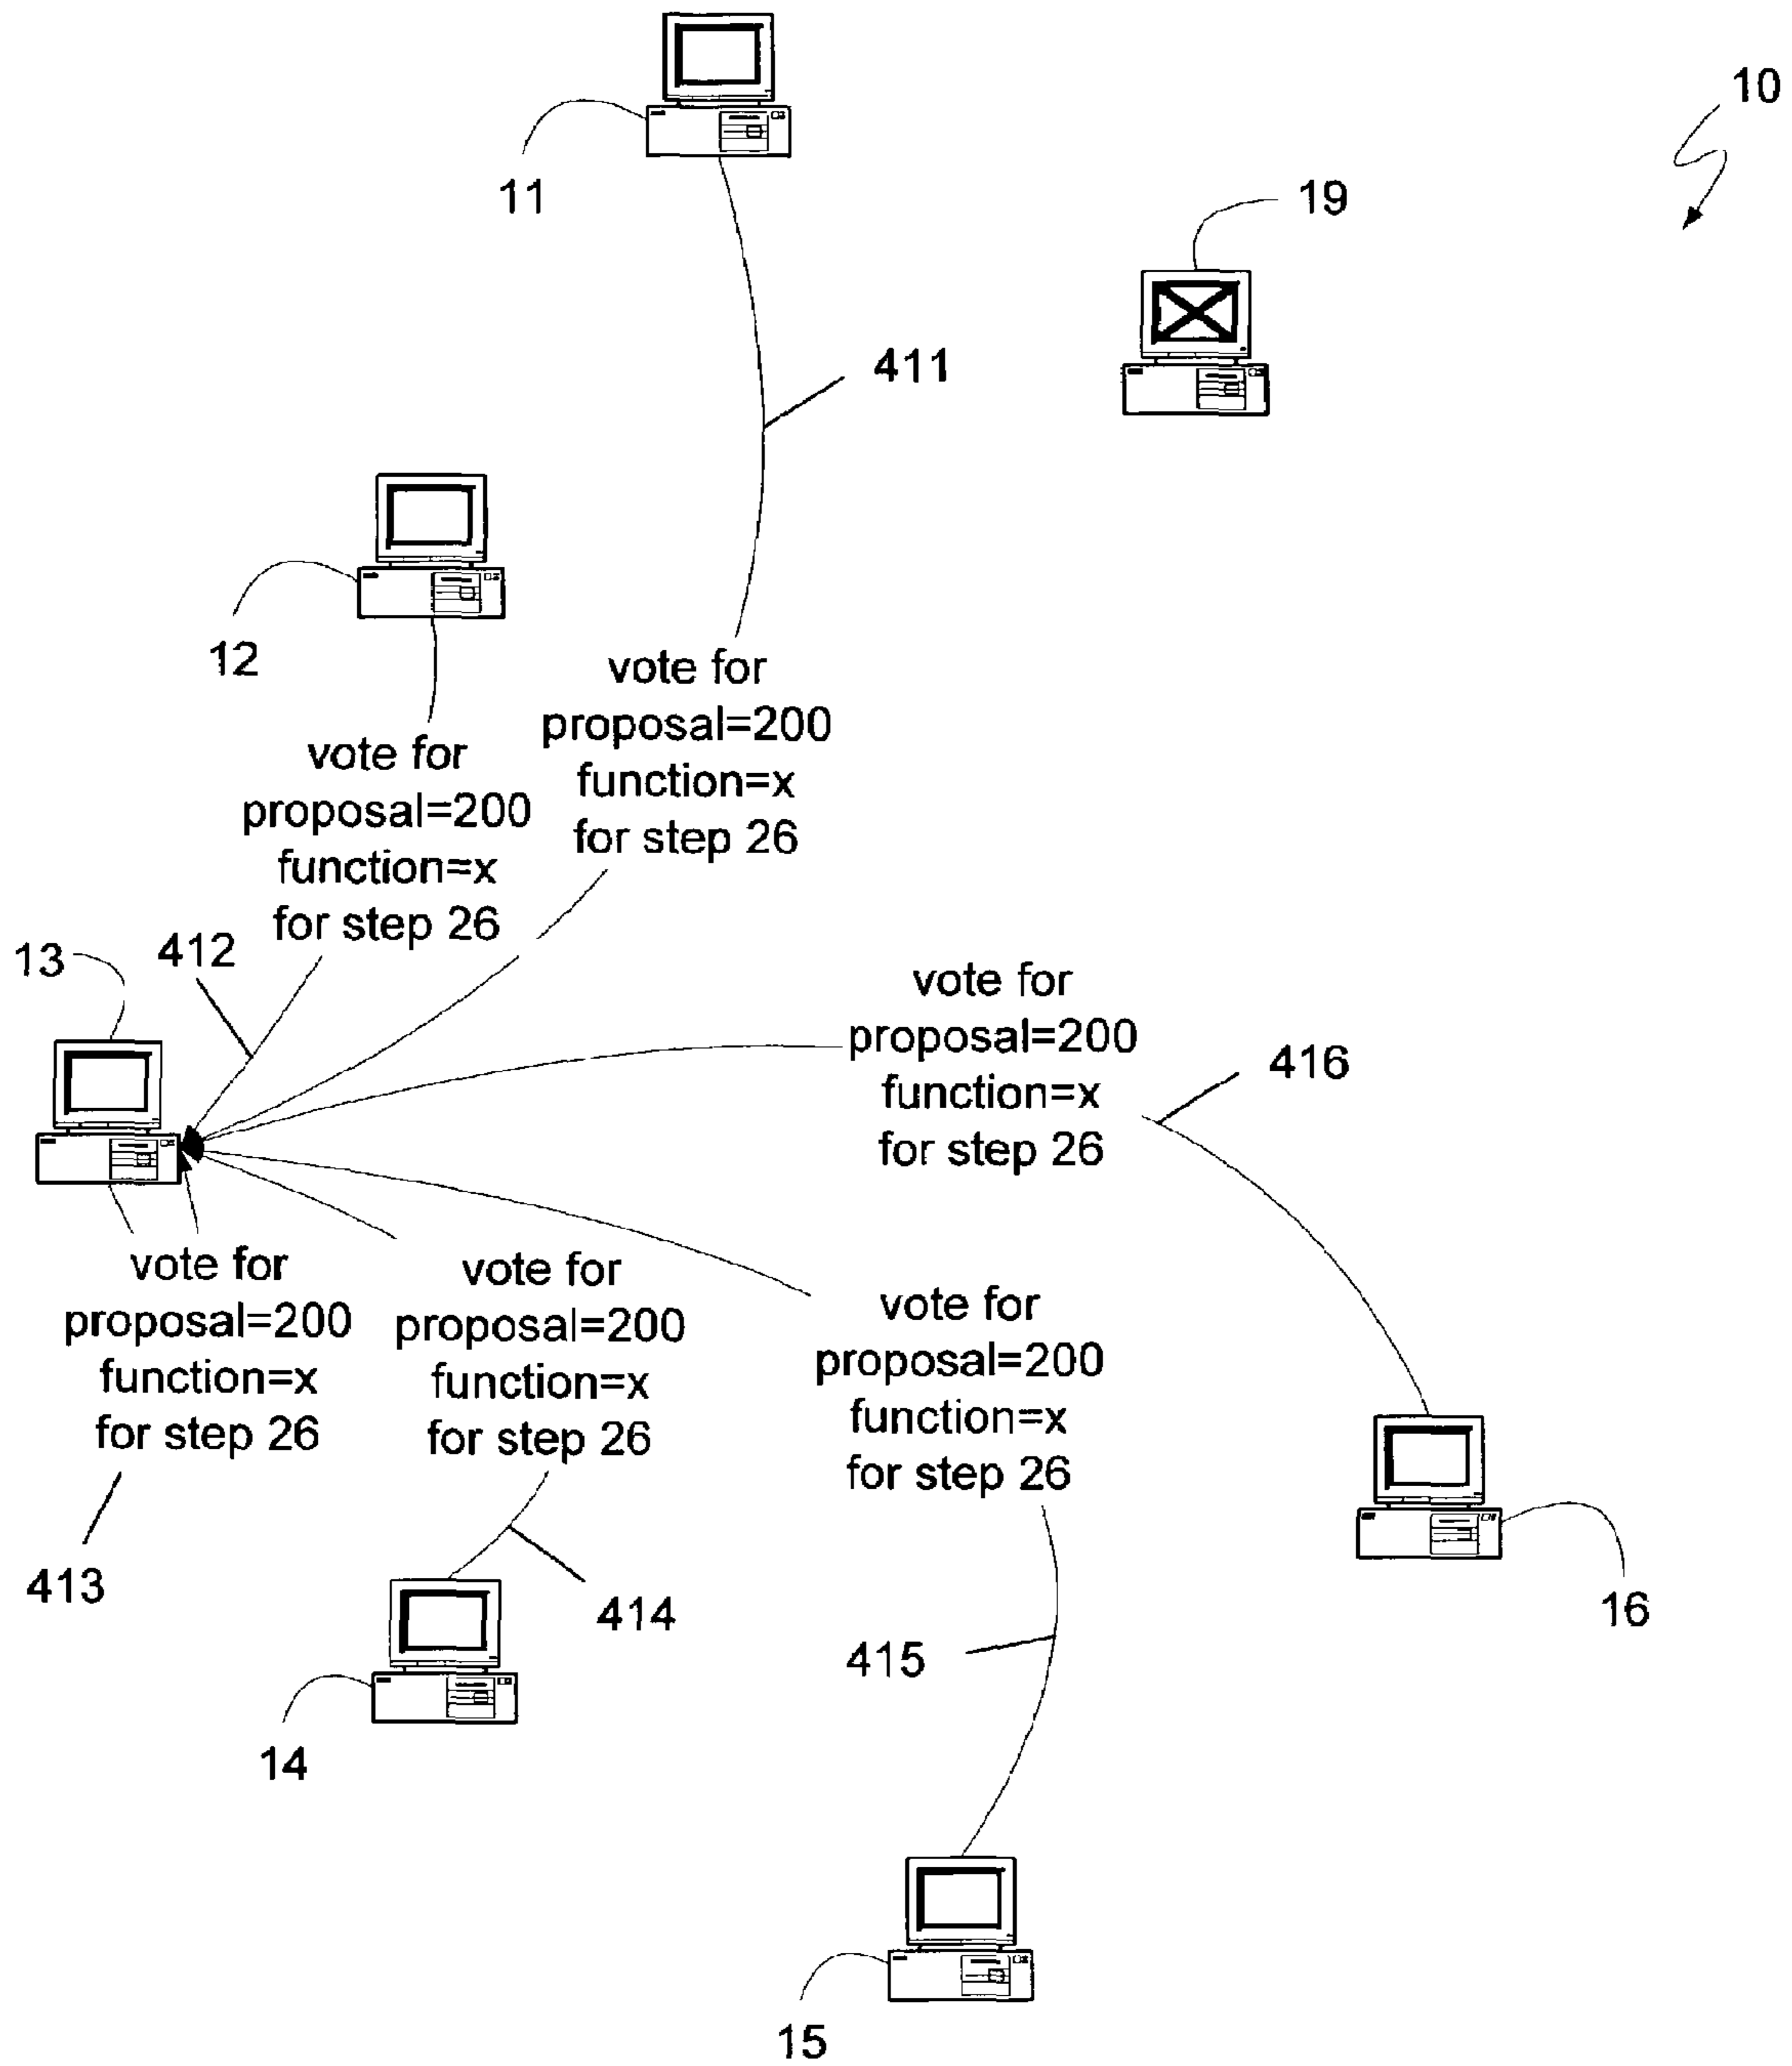 10
11
19
411
12
vote for
proposal=200
function=x
for step 26
vote for
proposal=200
function=x
for step 26
13
412
vote for
proposal=200
function=x
for step 26
416
vote for
proposal=200
function=x
for step 26
413
vote for
proposal=200
function=x
for step 26
414
vote for
proposal=200
function=x
for step 26
415
16
14
15